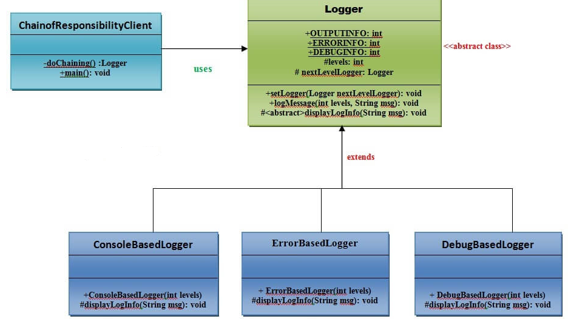 ChainofResponsibilityClient
-doChaining() :Logger
+main(): void
uses
Logger
+OUTPUTINFO: int
+ERRORINFO: int
+DEBUGINFO: int
#levels: int
# nextLevelLogger: Logger
+setLogger(Logger nextLevelLogger): void
+logMessage(int levels, String msg): void
#<abstract>displayLogInfo(String msg): void
<<abstract class>>
extends
ConsoleBasedLogger
+ConsoleBasedLogger(int levels)
#displayLogInfo(String msg): void
ErrorBasedLogger
+ ErrorBasedLogger(int levels)
#displayLogInfo(String msg): void
DebugBasedLogger
+ DebugBasedLogger(int levels)
#displayLogInfo(String msg): void